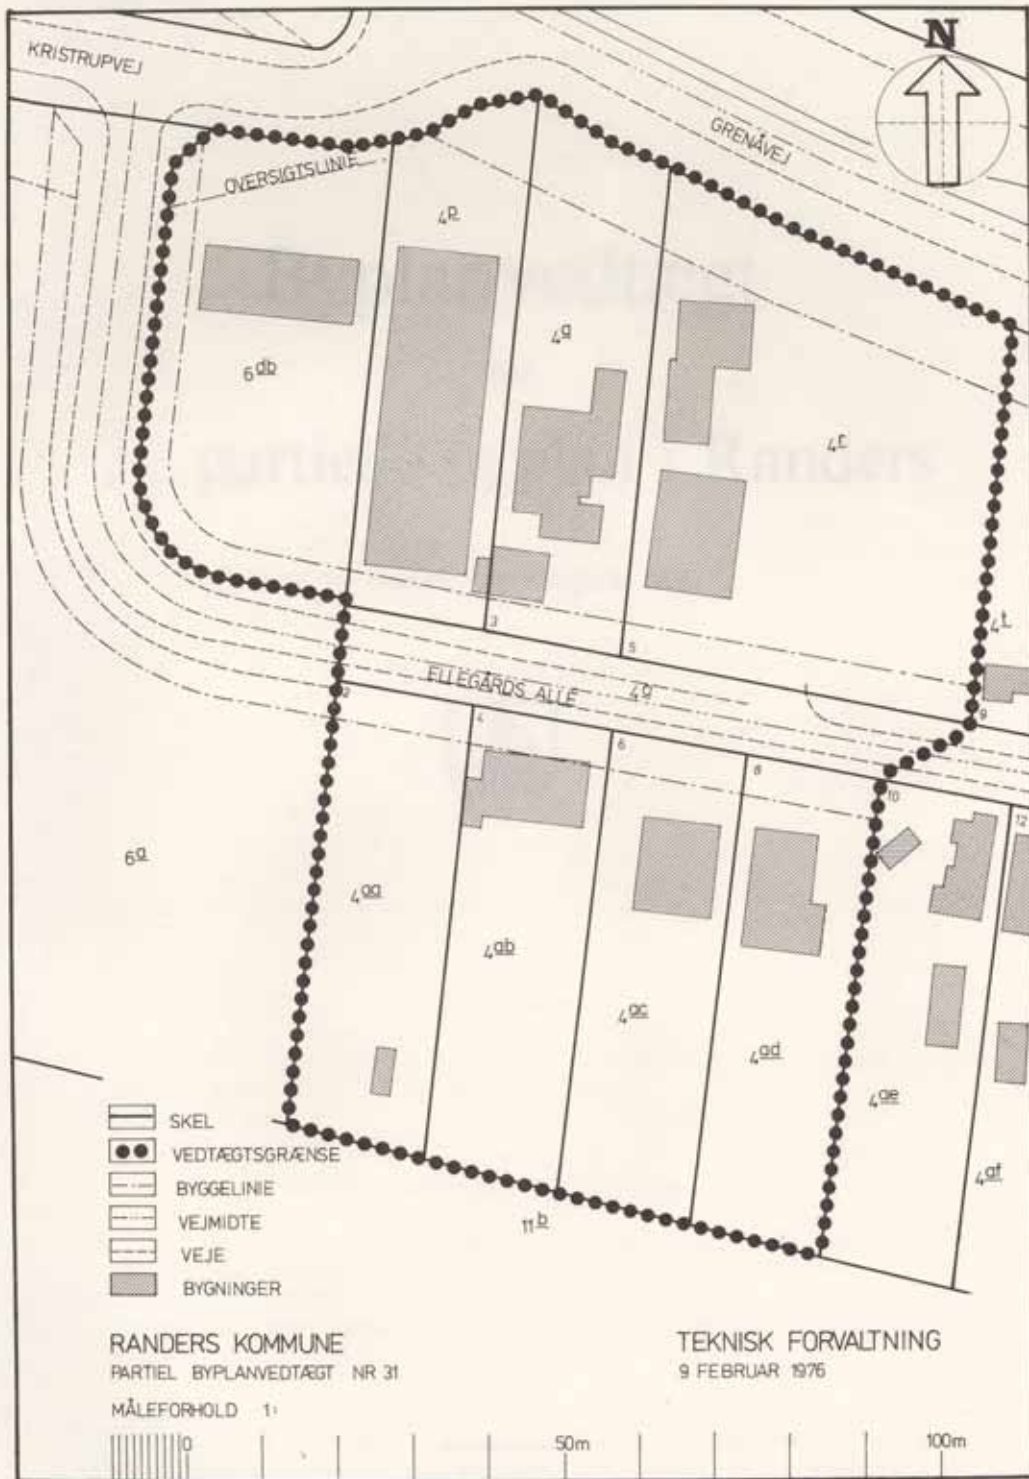 KRISTRUPVEJ
N
GRENÅVEJ
OVERSIGTSLINIE
4p
4q
6db
4r
4t
3
5
ELLEGÅRDS ALLE
4o
9
2
4
6
8
10
12
6a
4aa
4ab
4ac
4ad
4ae
4af
11b
SKEL
VEDTÆGTSGRÆNSE
BYGGELINIE
VEJMIDTE
VEJE
BYGNINGER
RANDERS KOMMUNE
PARTIEL BYPLANVEDTÆGT NR 31
TEKNISK FORVALTNING
9 FEBRUAR 1976
MÅLEFORHOLD 1:
0 50m 100m